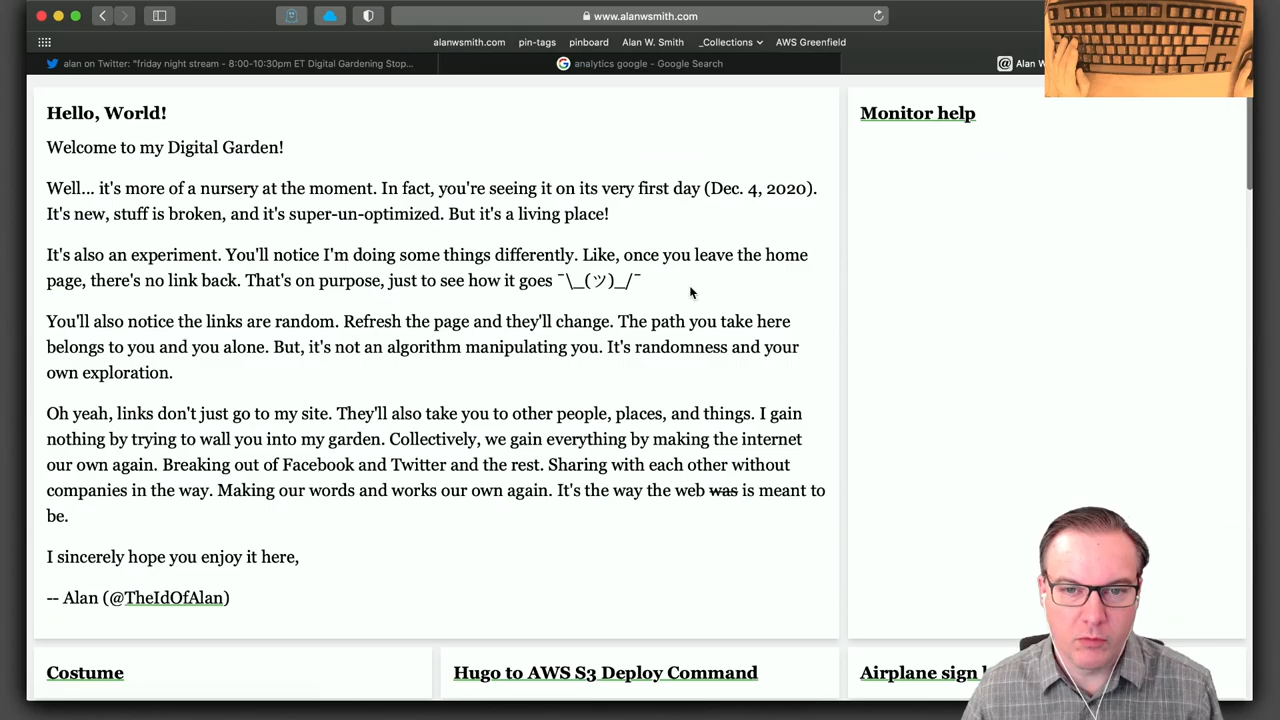 www.alanwsmith.com
alanwsmith.com pin-tags pinboard Alan W. Smith _Collections AWS Greenfield
alan on Twitter: "friday night stream - 8:00-10:30pm ET Digital Gardening Stop... analytics google - Google Search Alan W
Hello, World!
Welcome to my Digital Garden!
Well... it's more of a nursery at the moment. In fact, you're seeing it on its very first day (Dec. 4, 2020).
It's new, stuff is broken, and it's super-un-optimized. But it's a living place!
It's also an experiment. You'll notice I'm doing some things differently. Like, once you leave the home
page, there's no link back. That's on purpose, just to see how it goes ¯\_(ツ)_/¯
You'll also notice the links are random. Refresh the page and they'll change. The path you take here
belongs to you and you alone. But, it's not an algorithm manipulating you. It's randomness and your
own exploration.
Oh yeah, links don't just go to my site. They'll also take you to other people, places, and things. I gain
nothing by trying to wall you into my garden. Collectively, we gain everything by making the internet
our own again. Breaking out of Facebook and Twitter and the rest. Sharing with each other without
companies in the way. Making our words and works our own again. It's the way the web was is meant to
be.
I sincerely hope you enjoy it here,
-- Alan (@TheIdOfAlan)
Monitor help
Costume
Hugo to AWS S3 Deploy Command
Airplane sign